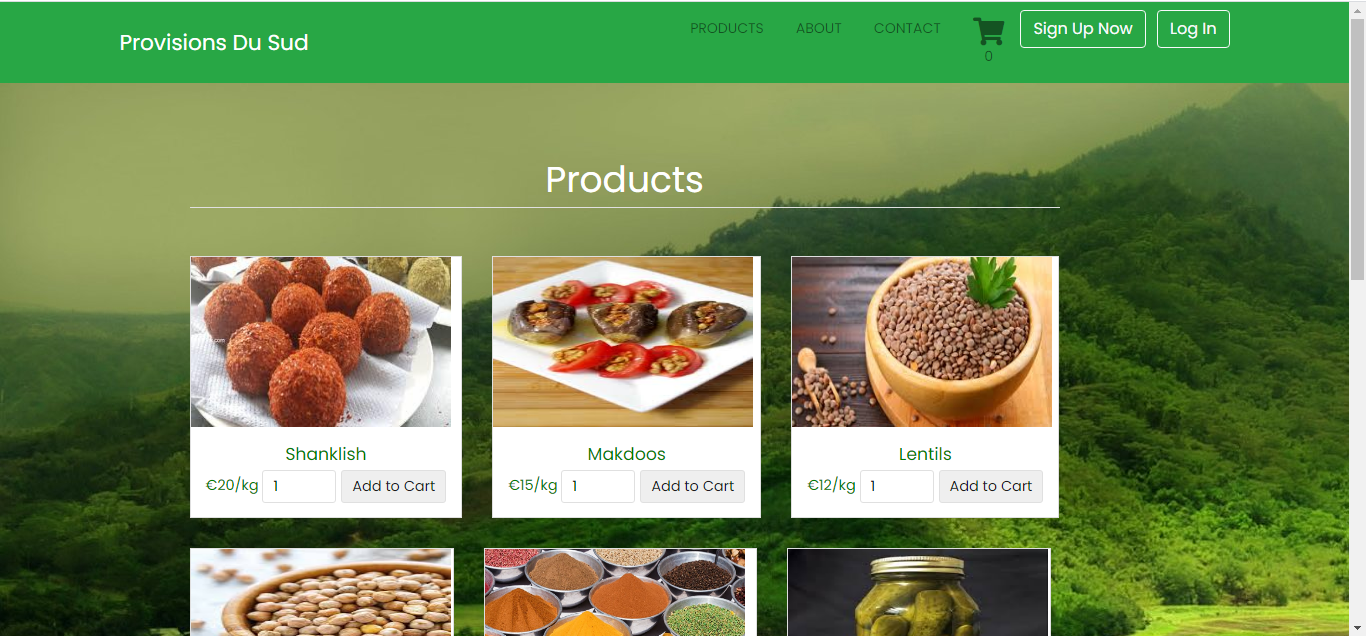 Provisions Du Sud
PRODUCTS ABOUT CONTACT
0
Sign Up Now Log In
Products
Shanklish
€20/kg 1 Add to Cart
Makdoos
€15/kg 1 Add to Cart
Lentils
€12/kg 1 Add to Cart